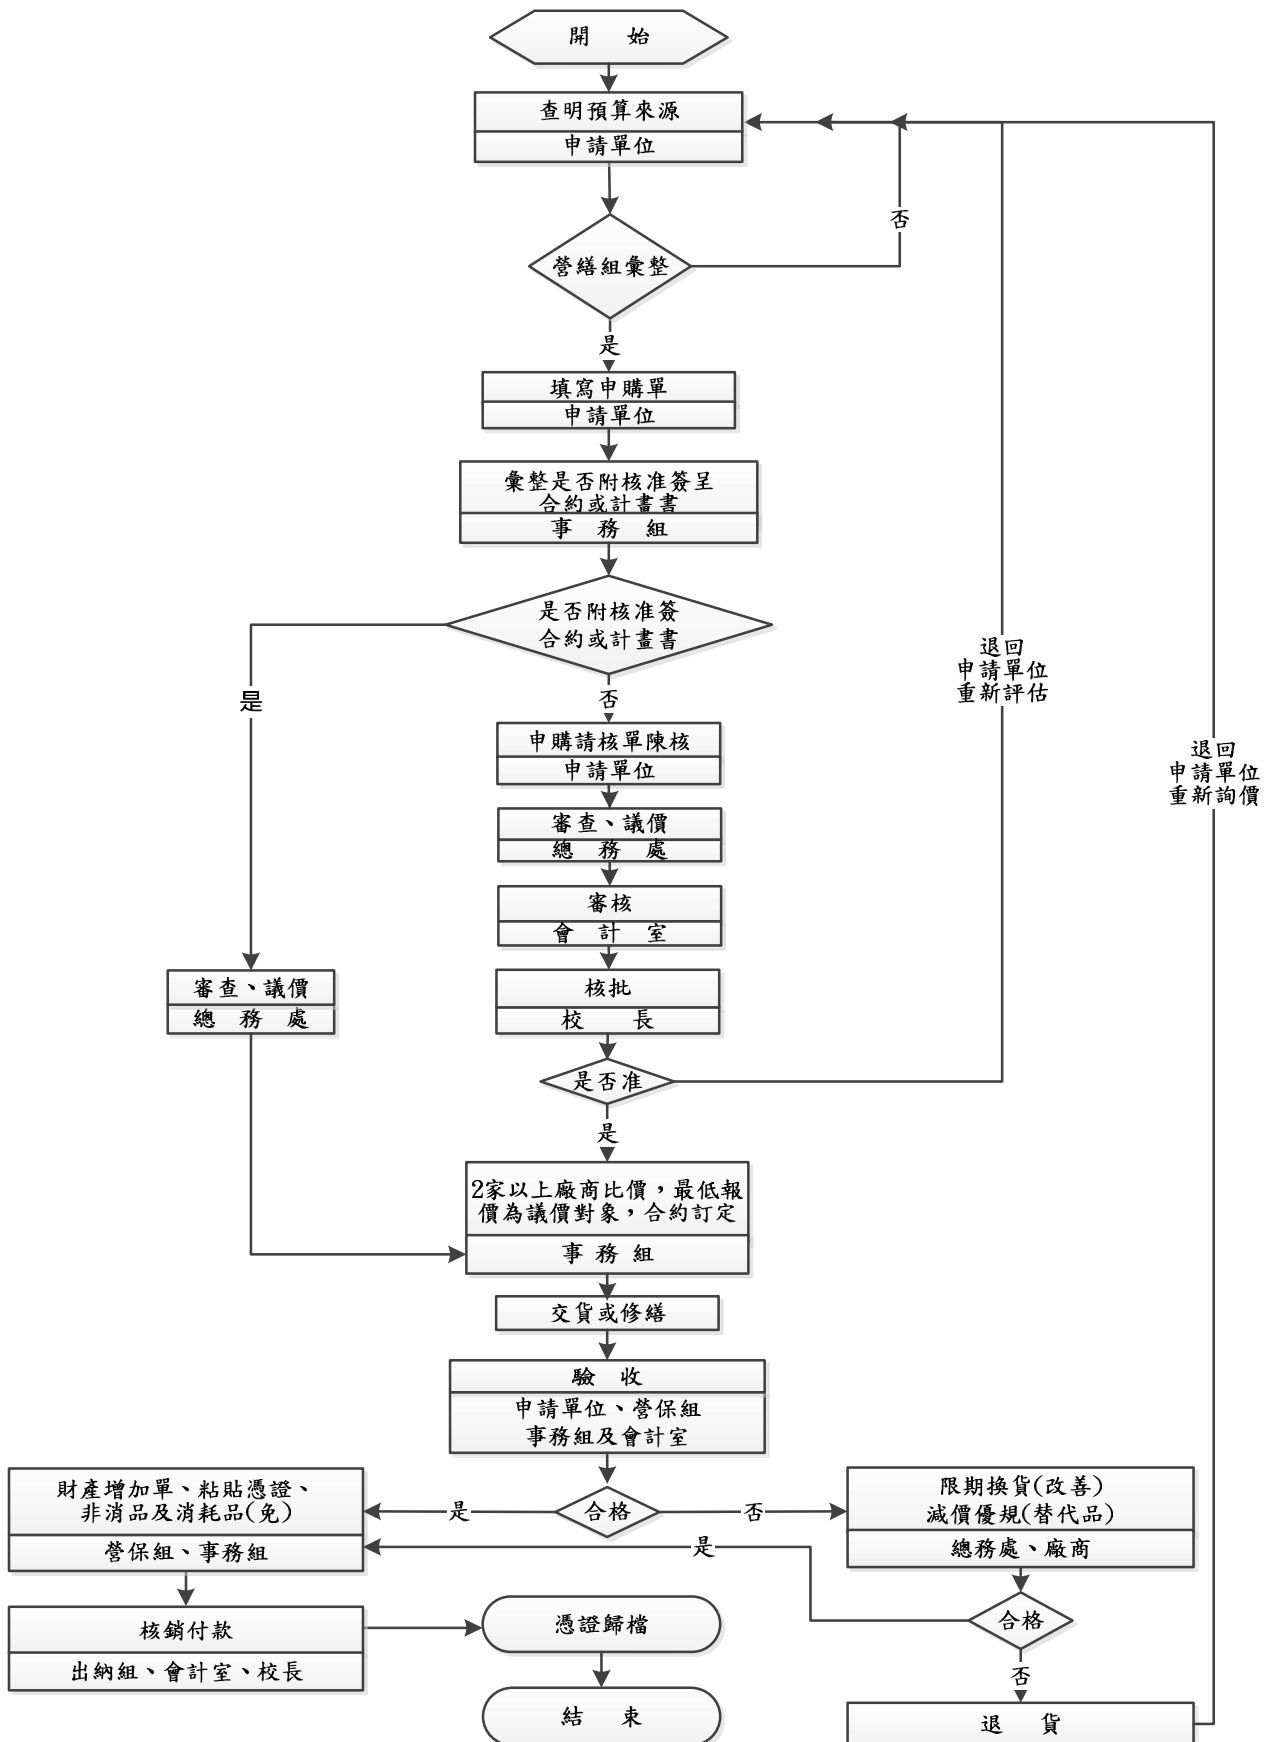 開 始
查明預算來源
申請單位
否
營繕組彙整
是
填寫申購單
申請單位
彙整是否附核准簽呈
合約或計畫書
事 務 組
是否附核准簽
合約或計畫書
是
否
退回
申請單位
重新評估
申購請核單陳核
申請單位
退回
申請單位
重新詢價
審查、議價
總 務 處
審核
會 計 室
審查、議價
總 務 處
核批
校 長
是否准
是
2家以上廠商比價,最低報
價為議價對象,合約訂定
事 務 組
交貨或修繕
驗 收
申請單位、營保組
事務組及會計室
財產增加單、粘貼憑證、
非消品及消耗品(免)
營保組、事務組
是
合格
否
限期換貨(改善)
減價優規(替代品)
總務處、廠商
是
核銷付款
出納組、會計室、校長
憑證歸檔
合格
否
結 束
退 貨